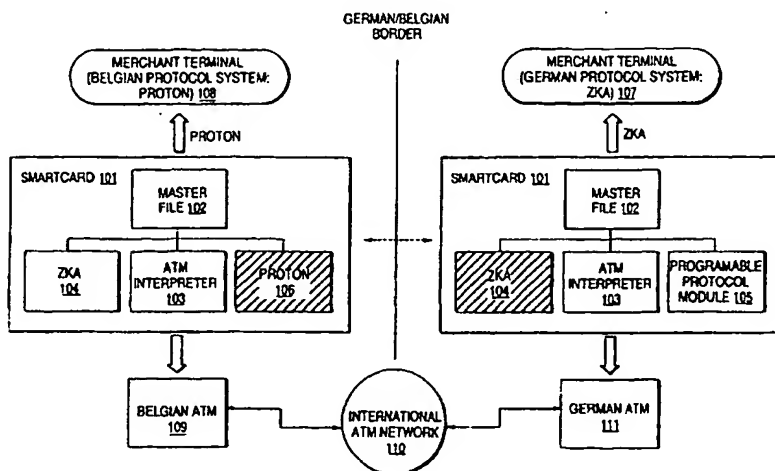 GERMAN/BELGIAN
BORDER
MERCHANT TERMINAL
(BELGIAN PROTOCOL SYSTEM:
PROTON) 108
PROTON
SMARTCARD 101
MASTER
FILE 102
ZKA
104
ATM
INTERPRETER
103
PROTON
106
BELGIAN ATM
109
INTERNATIONAL
ATM NETWORK
110
MERCHANT TERMINAL
(GERMAN PROTOCOL SYSTEM:
ZKA) 107
ZKA
SMARTCARD 101
MASTER
FILE 102
ZKA
104
ATM
INTERPRETER
103
PROGRAMABLE
PROTOCOL
MODULE 105
GERMAN ATM
111